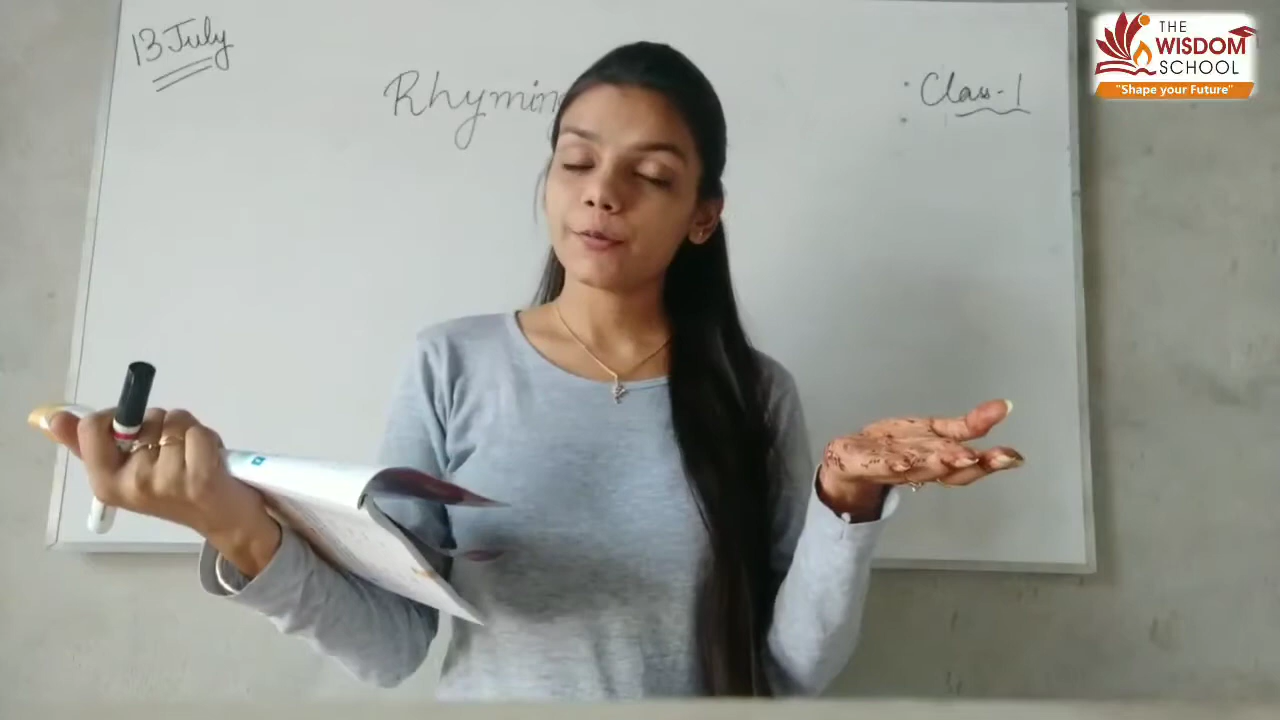 13 July
Rhymin
Class-1
THE
WISDOM
SCHOOL
"Shape your Future"